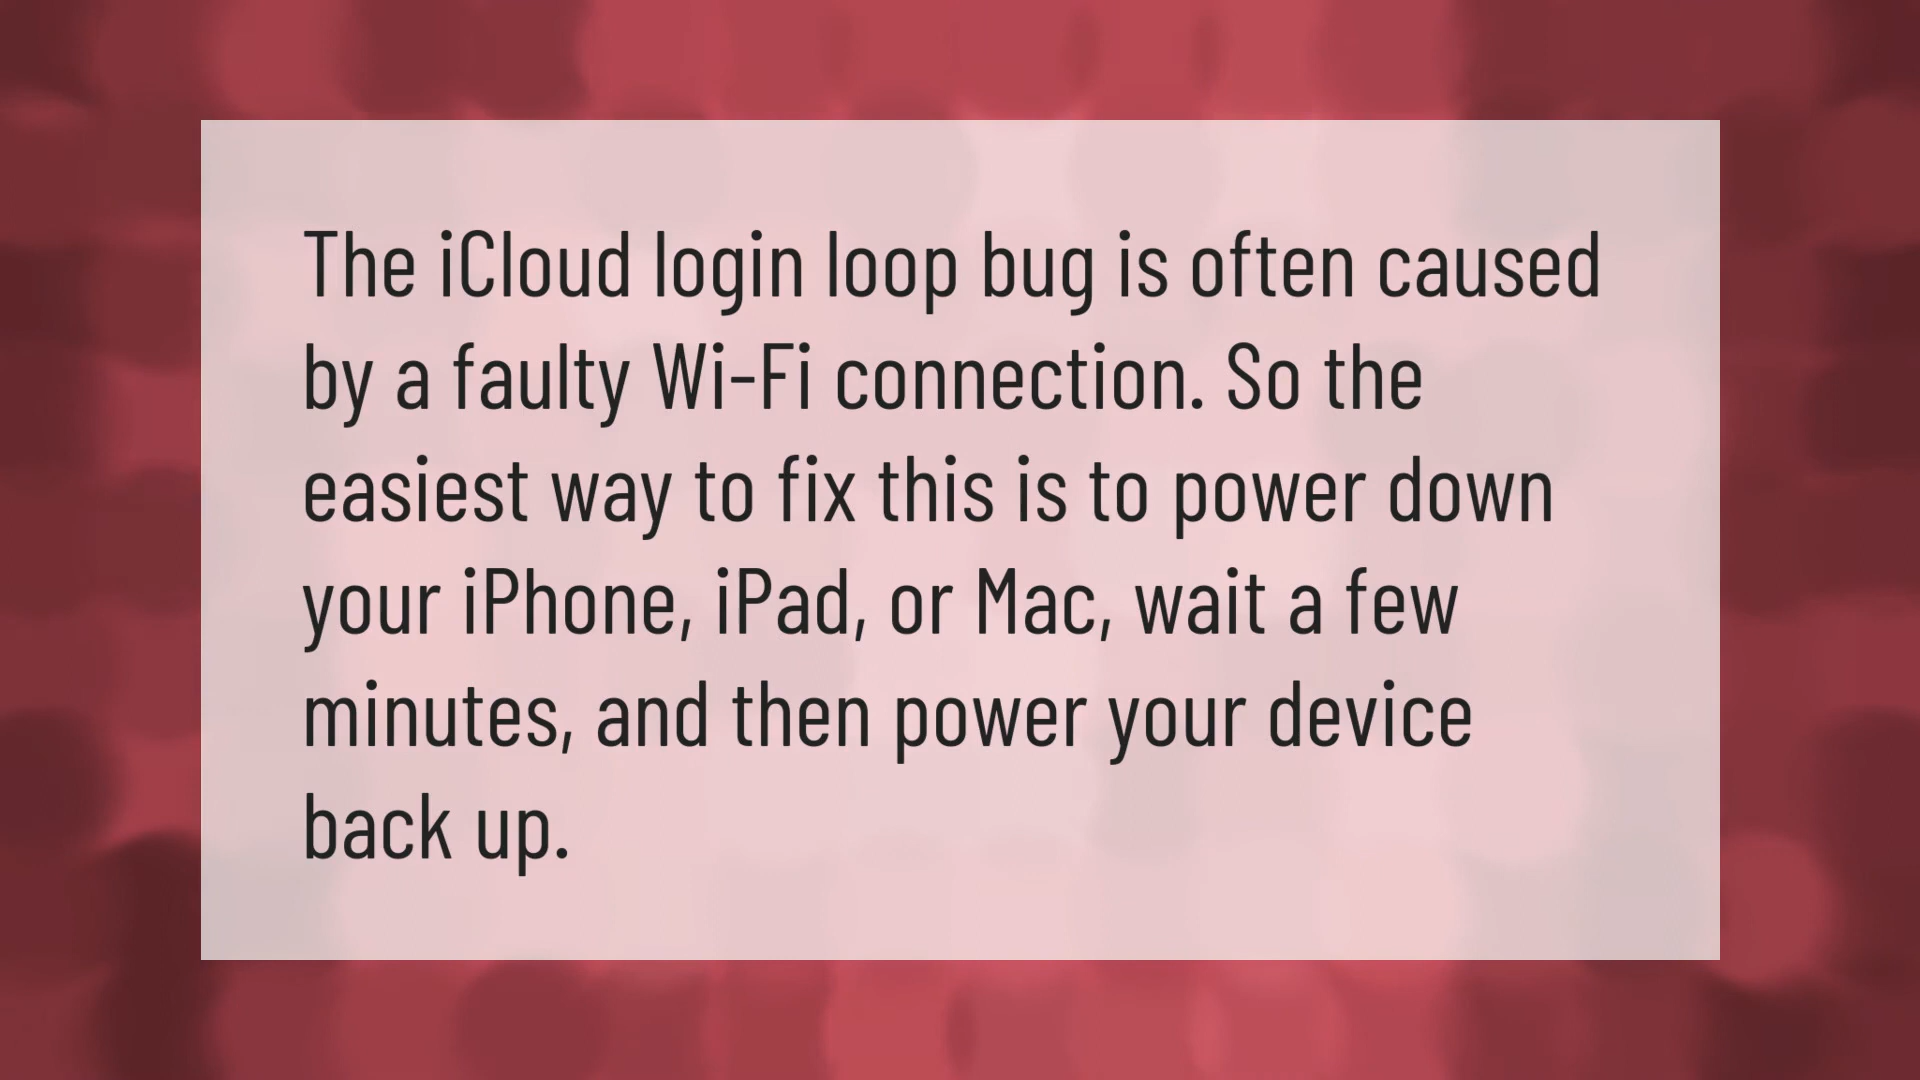 The iCloud login loop bug is often caused
by a faulty Wi-Fi connection. So the
easiest way to fix this is to power down
your iPhone, iPad, or Mac, wait a few
minutes, and then power your device
back up.